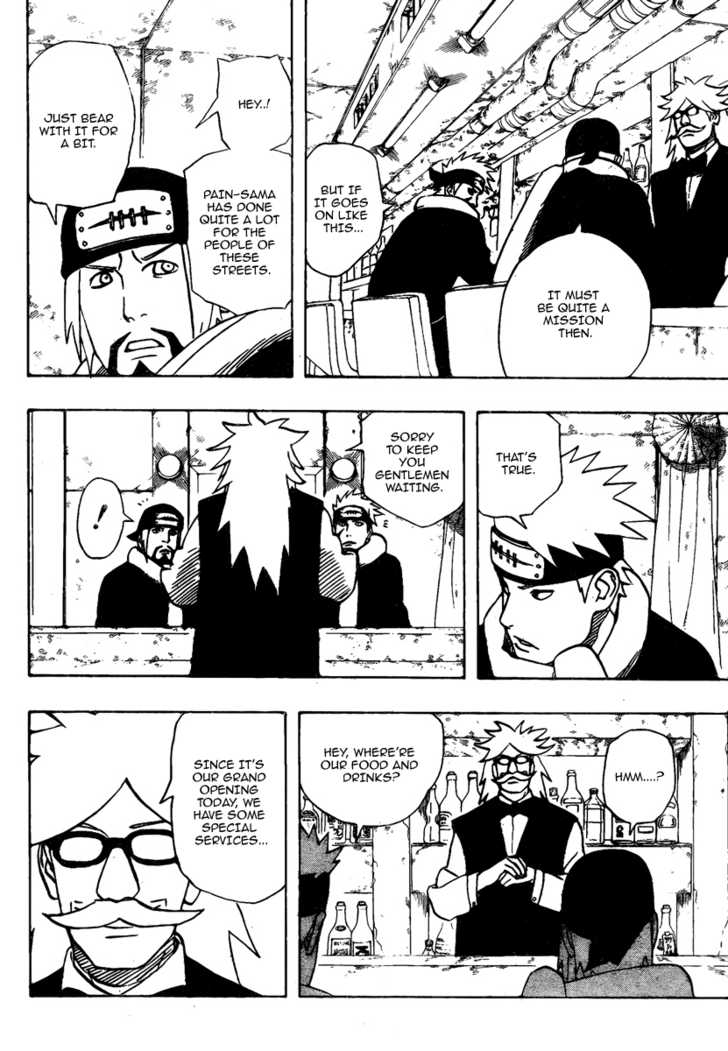 BUT IF
IT GOES
ON LIKE
THIS...
IT MUST
BE QUITE A
MISSION
THEN.
HEY..!
PAIN-SAMA
HAS DONE
QUITE A LOT
FOR THE
PEOPLE OF
THESE
STREETS.
JUST BEAR
WITH IT FOR
A BIT.
THAT'S
TRUE.
SORRY
TO KEEP
YOU
GENTLEMEN
WAITING.
!
HMM....?
HEY, WHERE'RE
OUR FOOD AND
DRINKS?
SINCE IT'S
OUR GRAND
OPENING
TODAY, WE
HAVE SOME
SPECIAL
SERVICES...